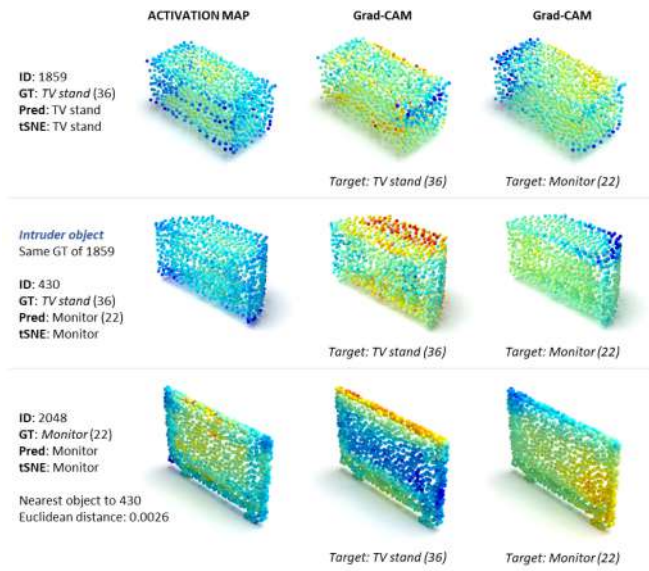 ACTIVATION MAP
Grad-CAM
Grad-CAM
ID: 1859
GT: TV stand (36)
Pred: TV stand
tSNE: TV stand
Target: TV stand (36)
Target: Monitor (22)
Intruder object
Same GT of 1859
ID: 430
GT: TV stand (36)
Pred: Monitor (22)
tSNE: Monitor
Target: TV stand (36)
Target: Monitor (22)
ID: 2048
GT: Monitor (22)
Pred: Monitor
tSNE: Monitor
Nearest object to 430
Euclidean distance: 0.0026
Target: TV stand (36)
Target: Monitor (22)